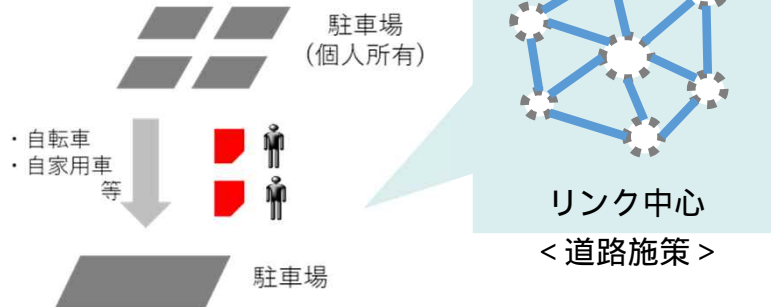 駐車場
（個人所有）
・自転車
・自家用車
等
駐車場
リンク中心
＜道路施策＞